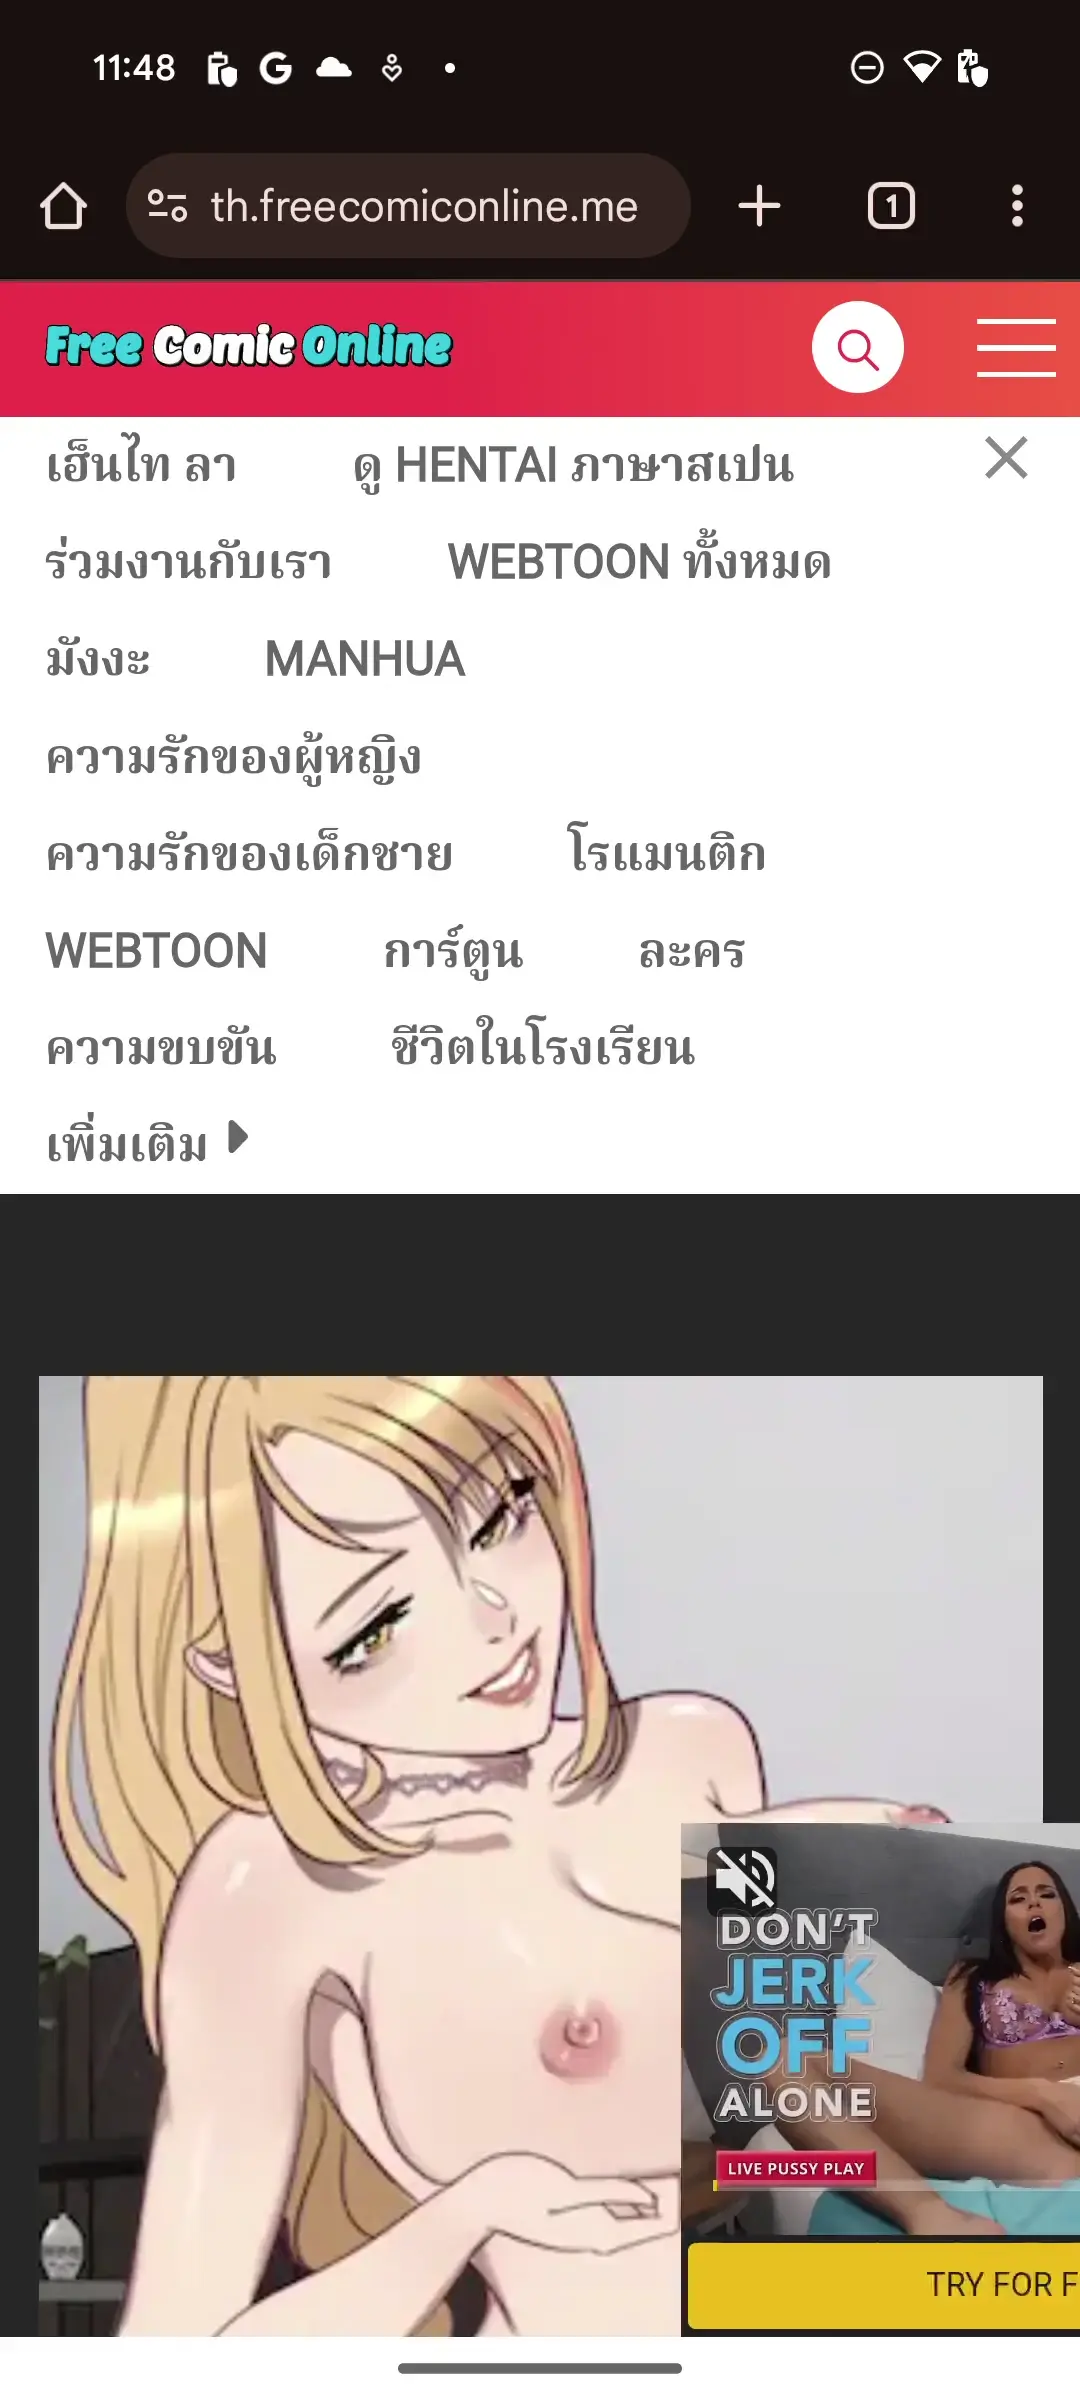 11:48
th.freecomiconline.me
1
Free Comic Online
เฮ็นไท ลา ดู HENTAI ภาษาสเปน
ร่วมงานกับเรา WEBTOON ทั้งหมด
มังงะ MANHUA
ความรักของผู้หญิง
ความรักของเด็กชาย โรแมนติก
WEBTOON การ์ตูน ละคร
ความขบขัน ชีวิตในโรงเรียน
เพิ่มเติม
DON'T
JERK
OFF
ALONE
LIVE PUSSY PLAY
TRY FOR F